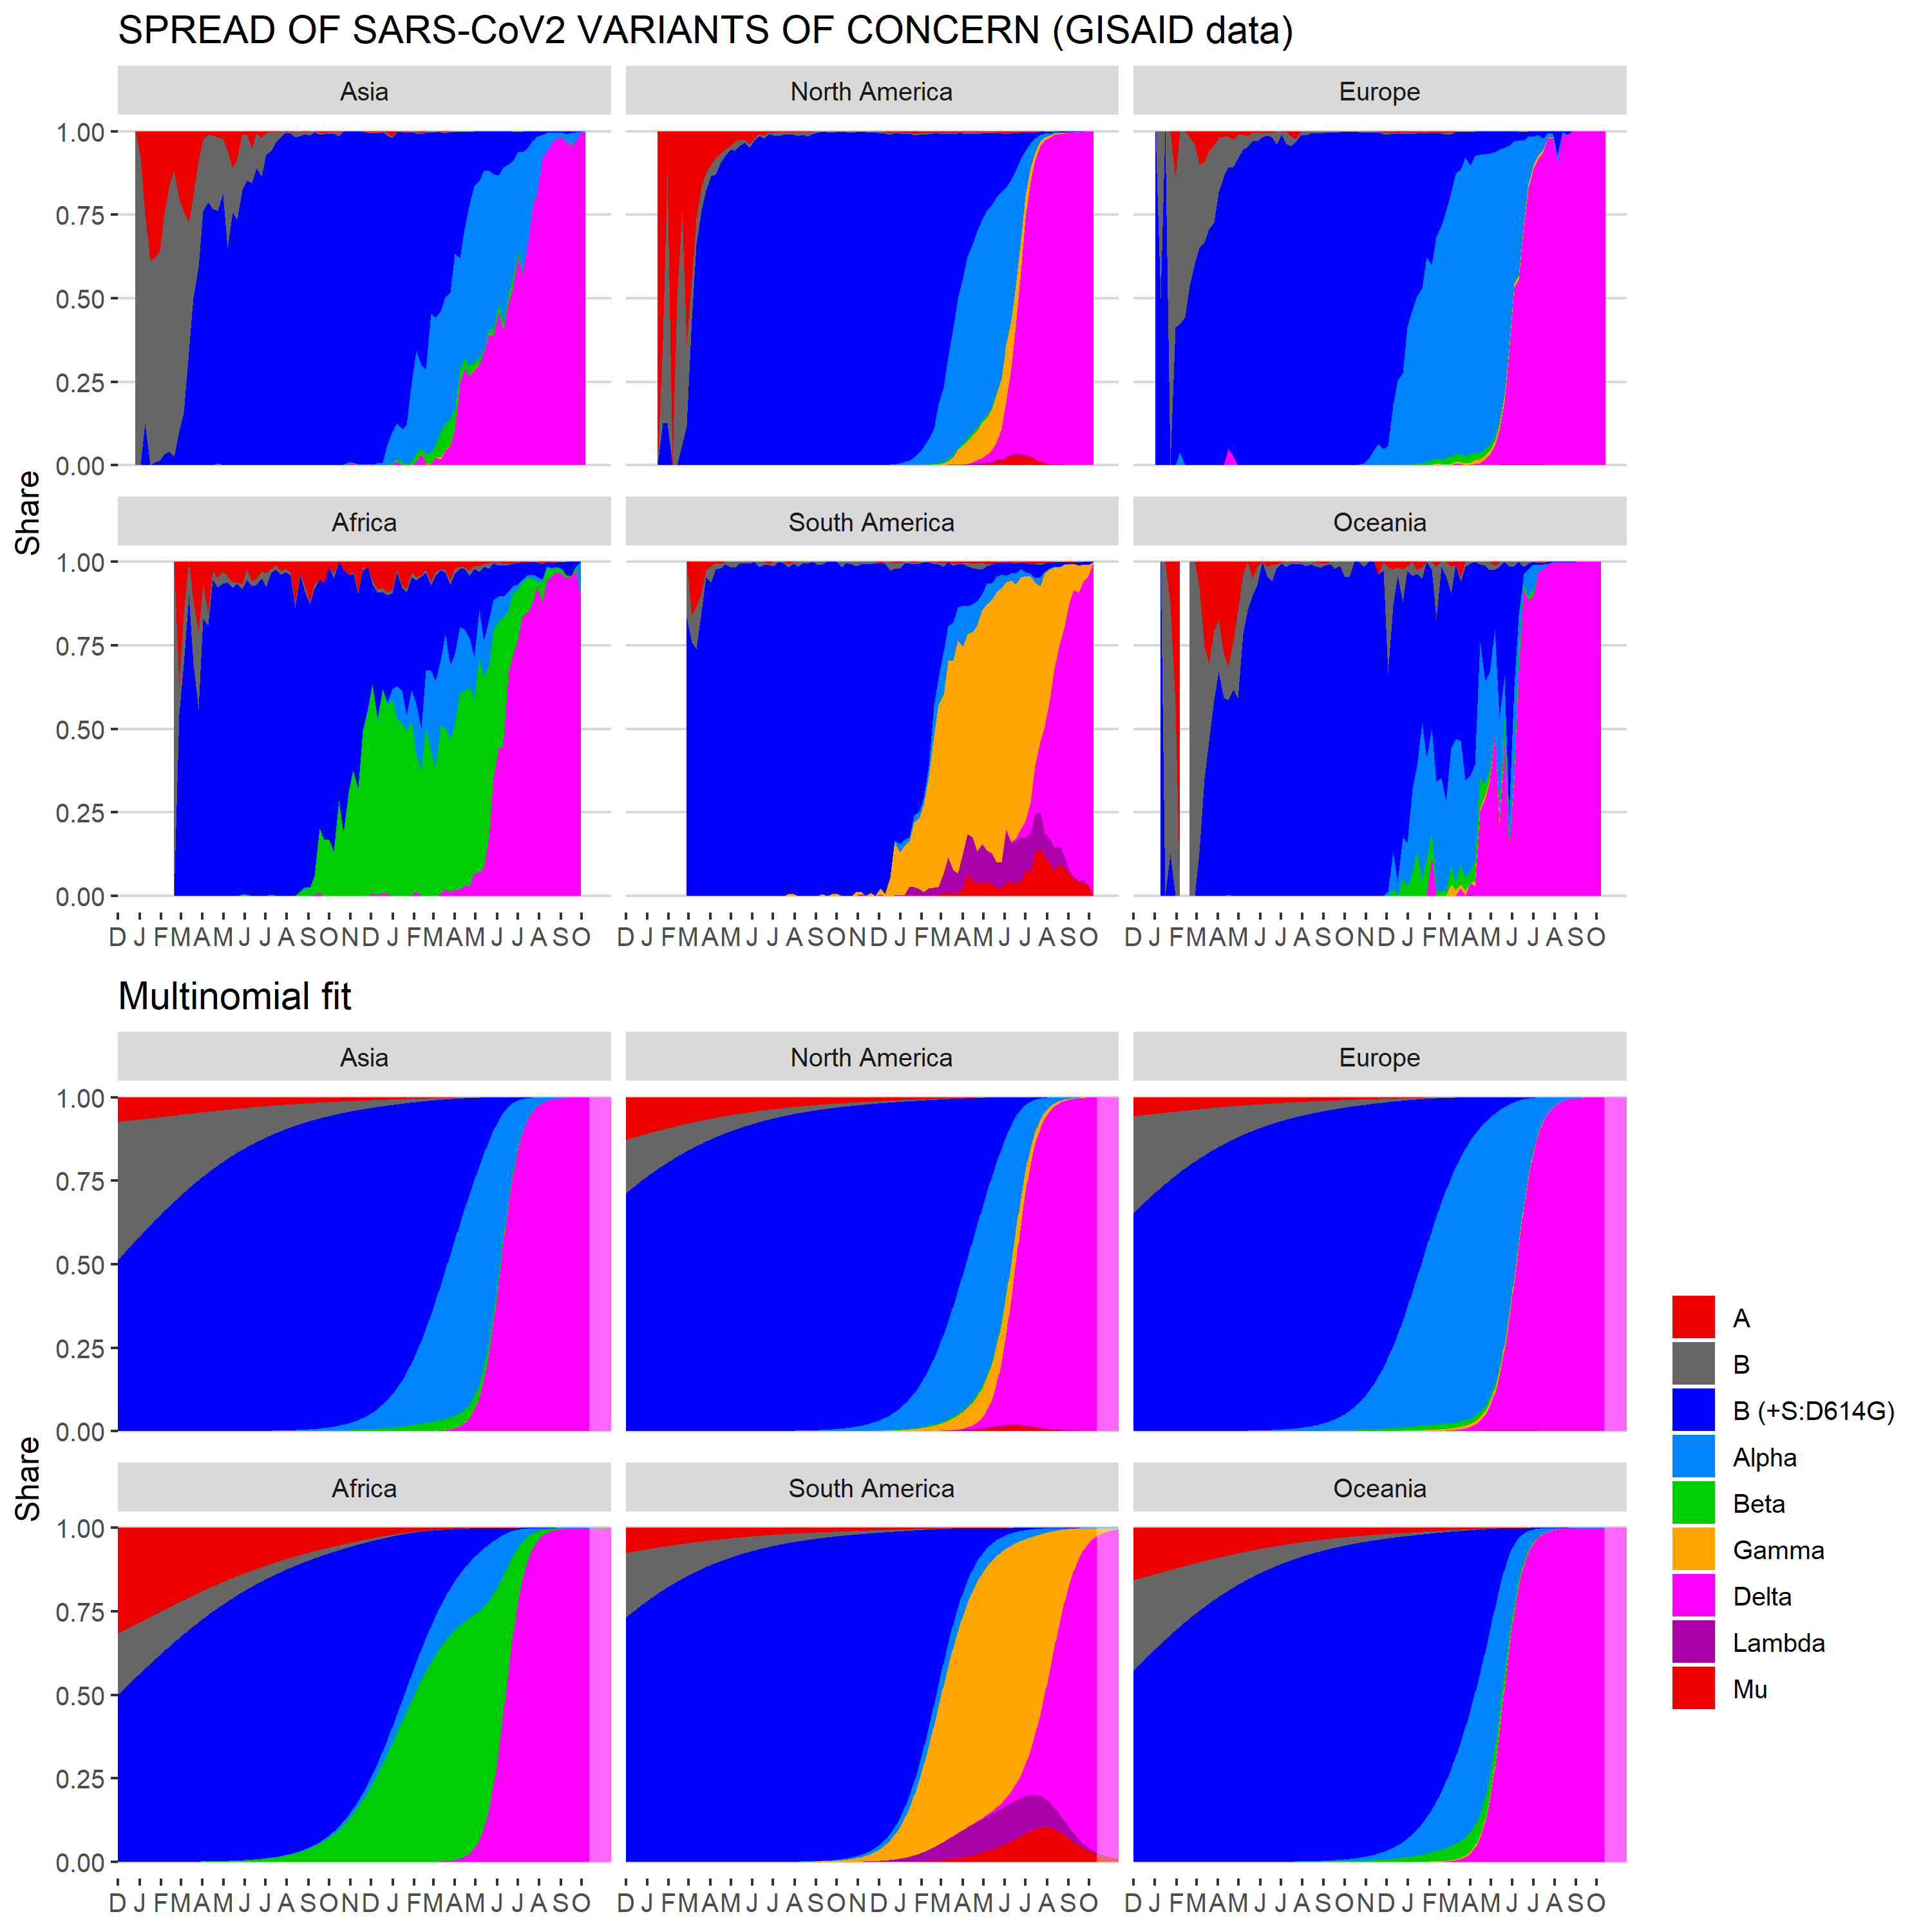 SPREAD OF SARS-CoV2 VARIANTS OF CONCERN (GISAID data)
Asia North America Europe
1.00
0.75
0.50
0.25
0.00
Share
Africa South America Oceania
1.00
0.75
0.50
0.25
0.00
D J F M A M J J A S O N D J F M A M J J A S O D J F M A M J J A S O N D J F M A M J J A S O D J F M A M J J A S O N D J F M A M J J A S O
Multinomial fit
Asia North America Europe
1.00
0.75
0.50
0.25
0.00
Share
Africa South America Oceania
1.00
0.75
0.50
0.25
0.00
D J F M A M J J A S O N D J F M A M J J A S O D J F M A M J J A S O N D J F M A M J J A S O D J F M A M J J A S O N D J F M A M J J A S O
A
B
B (+S:D614G)
Alpha
Beta
Gamma
Delta
Lambda
Mu